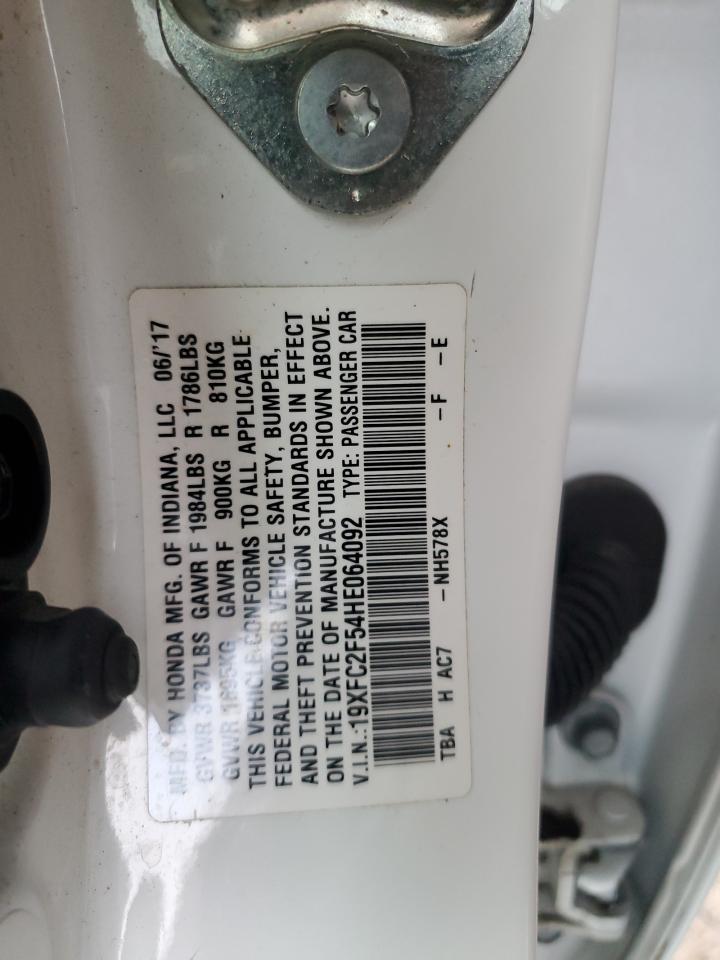 MFD. BY HONDA MFG. OF INDIANA, LLC 06/'17
GVWR 3737LBS GAWR F 1984LBS R 1786LBS
GVWR 1695KG GAWR F 900KG R 810KG
THIS VEHICLE CONFORMS TO ALL APPLICABLE
FEDERAL MOTOR VEHICLE SAFETY, BUMPER,
AND THEFT PREVENTION STANDARDS IN EFFECT
ON THE DATE OF MANUFACTURE SHOWN ABOVE.
V.I.N.:19XFC2F54HE064092 TYPE: PASSENGER CAR
TBA H AC7 -NH578X -F -E